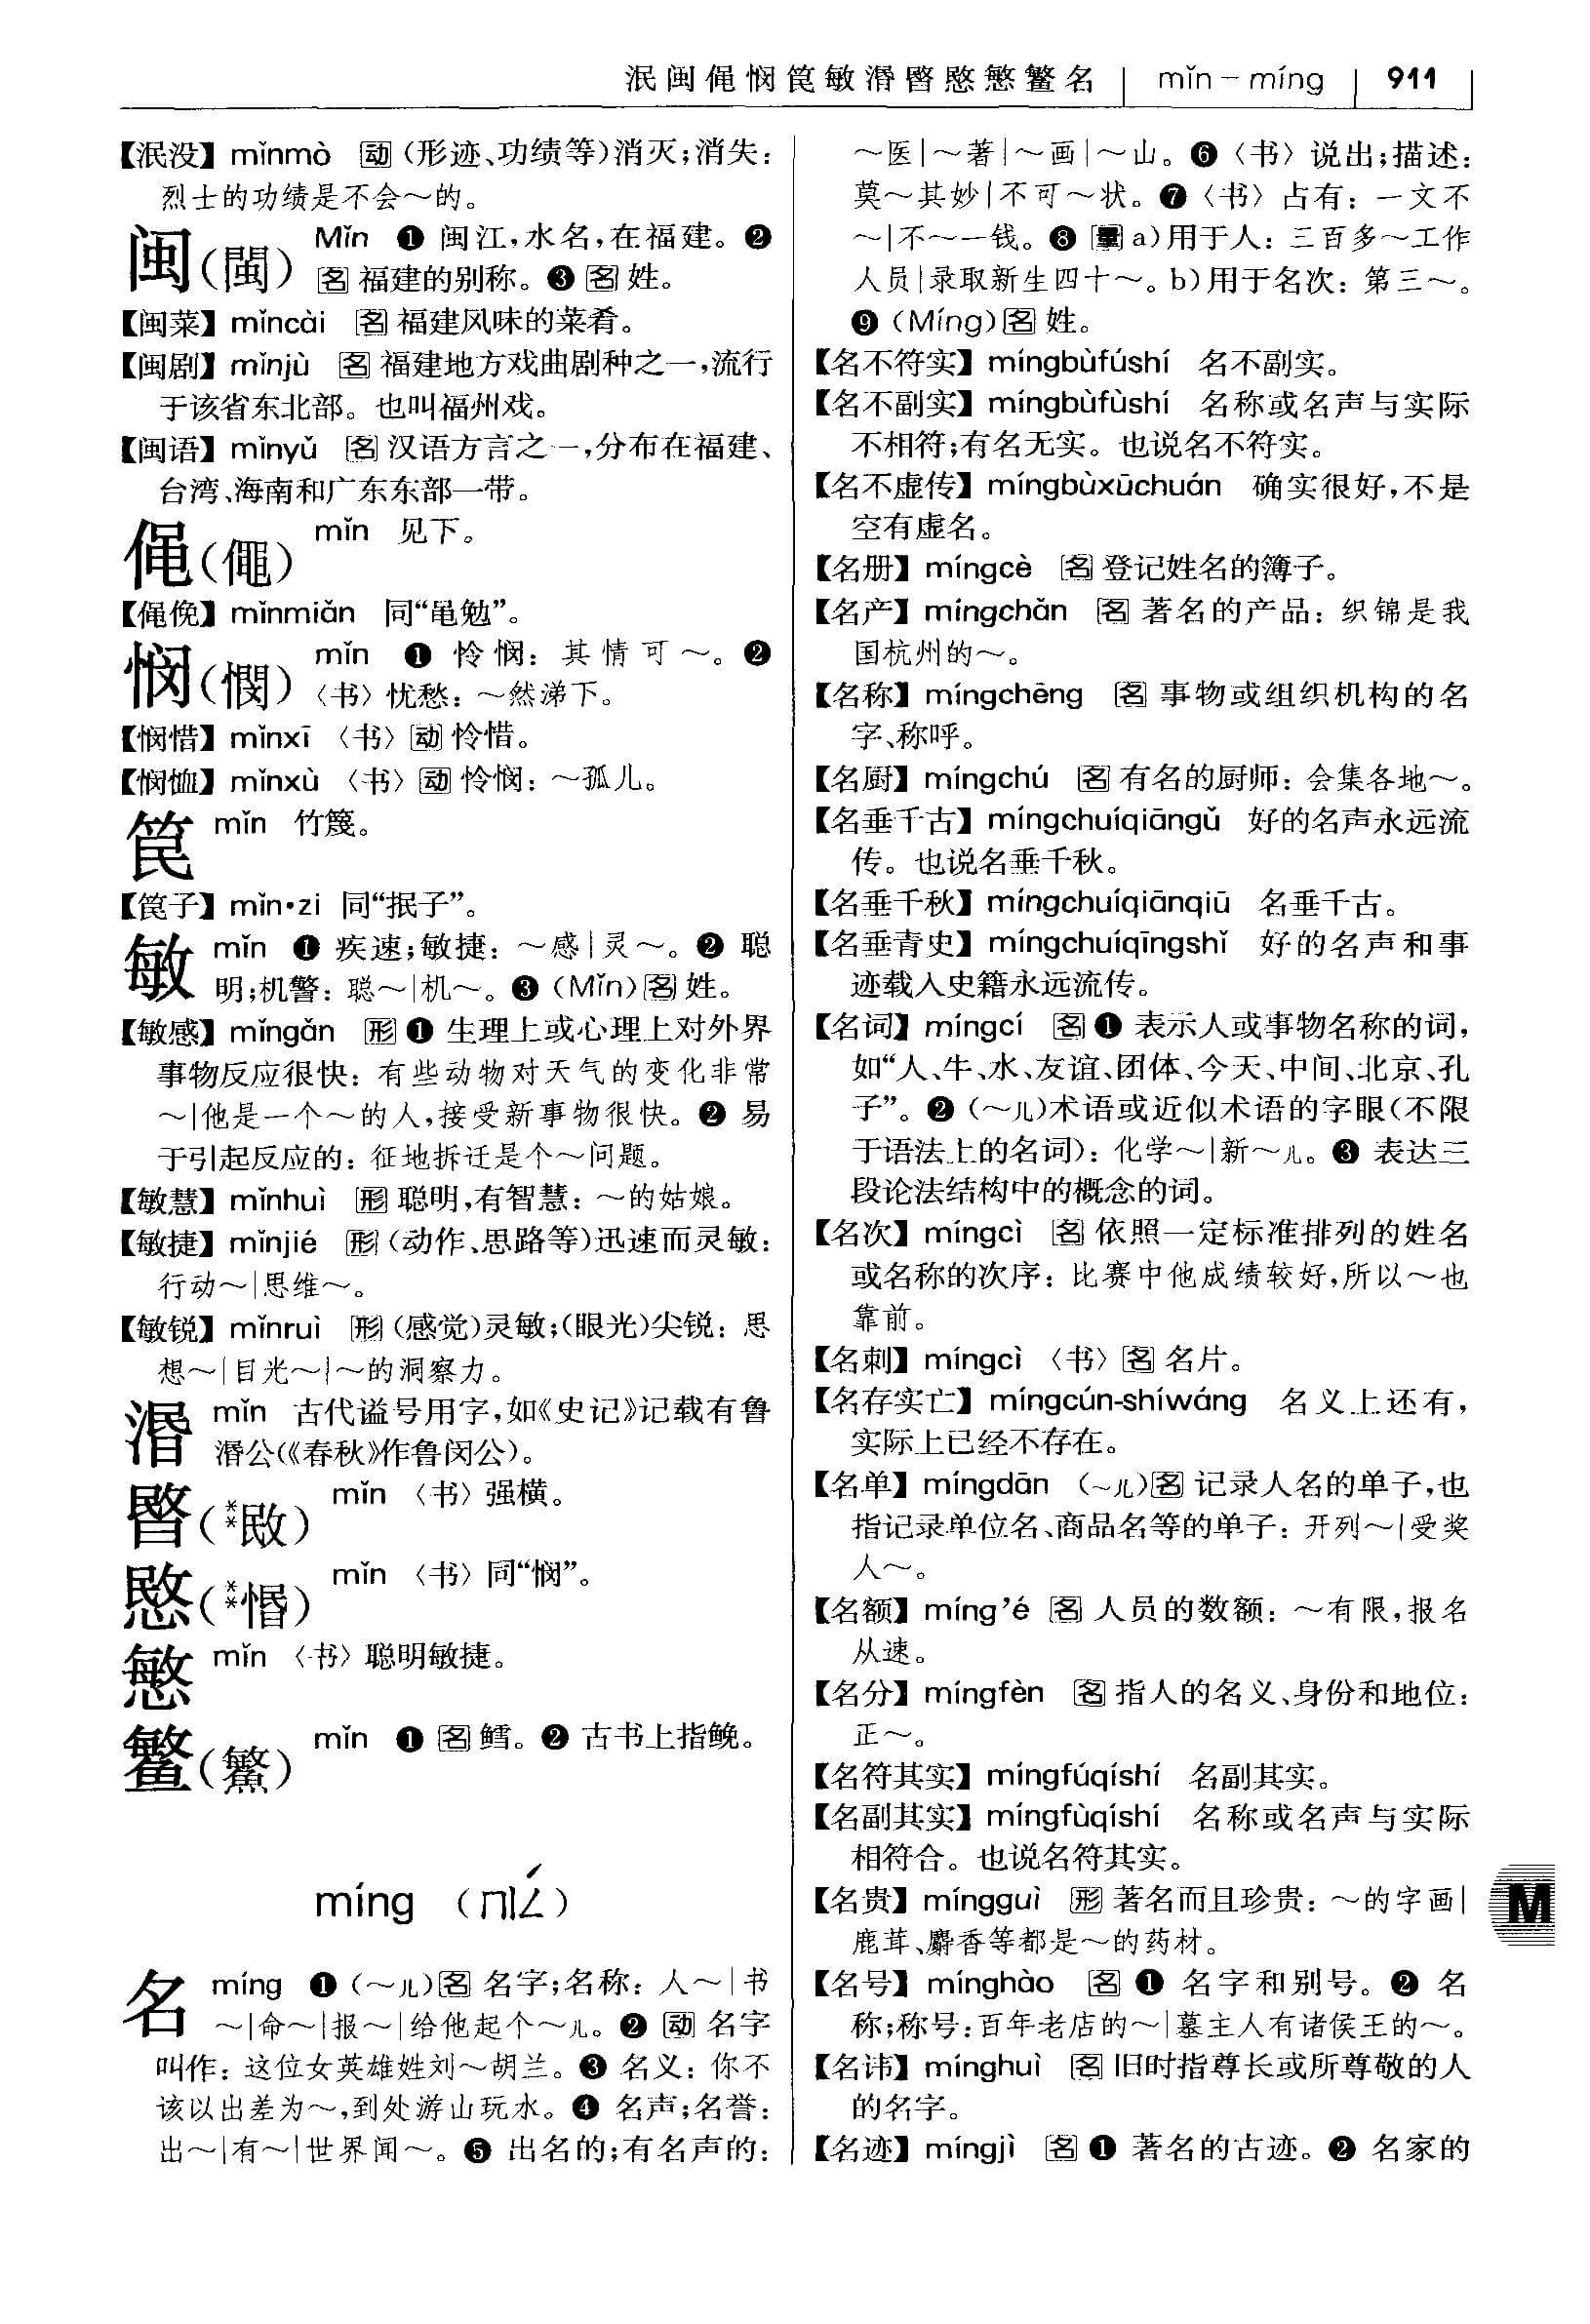 泯闽僶悯笢敏湣暋愍慜鳘名 mǐn－míng 911
【泯没】mǐnmò 动（形迹、功绩等）消灭；消失：
烈士的功绩是不会～的。
闽（閩） Mǐn ❶ 闽江，水名，在福建。❷
名 福建的别称。❸ 名 姓。
【闽菜】mǐncài 名 福建风味的菜肴。
【闽剧】mǐnjù 名 福建地方戏曲剧种之一，流行
于该省东北部。也叫福州戏。
【闽语】mǐnyǔ 名 汉语方言之一，分布在福建、
台湾、海南和广东东部一带。
僶（僶） mǐn 见下。
【僶俛】mǐnmiǎn 同“黾勉”。
悯（憫） mǐn ❶ 怜悯：其情可～。❷
〈书〉忧愁：～然涕下。
【悯惜】mǐnxī 〈书〉动 怜惜。
【悯恤】mǐnxù 〈书〉动 怜悯：～孤儿。
笢 mǐn 竹篾。
【笢子】mǐn•zi 同“抿子”。
敏 mǐn ❶ 疾速；敏捷：～感|灵～。❷ 聪
明；机警：聪～|机～。❸（Mǐn）名 姓。
【敏感】mǐngǎn 形 ❶ 生理上或心理上对外界
事物反应很快：有些动物对天气的变化非常
～|他是一个～的人，接受新事物很快。❷ 易
于引起反应的：征地拆迁是个～问题。
【敏慧】mǐnhuì 形 聪明，有智慧：～的姑娘。
【敏捷】mǐnjié 形（动作、思路等）迅速而灵敏：
行动～|思维～。
【敏锐】mǐnruì 形（感觉）灵敏；（眼光）尖锐：思
想～|目光～|～的洞察力。
湣 mǐn 古代谥号用字，如《史记》记载有鲁
湣公（《春秋》作鲁闵公）。
暋（**敃） mǐn 〈书〉强横。
愍（**惽） mǐn 〈书〉同“悯”。
慜 mǐn 〈书〉聪明敏捷。
鳘（鰵） mǐn ❶ 名 鳕。❷ 古书上指鮸。
míng （ㄇㄧㄥˊ）
名 míng ❶（～儿）名 名字；名称：人～|书
～|命～|报～|给他起个～儿。❷ 动 名字
叫作：这位女英雄姓刘～胡兰。❸ 名义：你不
该以出差为～，到处游山玩水。❹ 名声；名誉：
出～|有～|世界闻～。❺ 出名的；有名声的：
～医|～著|～画|～山。❻〈书〉说出；描述：
莫～其妙|不可～状。❼〈书〉占有：一文不
～|不～一钱。❽ 量 a）用于人：三百多～工作
人员|录取新生四十～。b）用于名次：第三～。
❾（Míng）名 姓。
【名不符实】míngbùfúshí 名不副实。
【名不副实】míngbùfùshí 名称或名声与实际
不相符；有名无实。也说名不符实。
【名不虚传】míngbùxūchuán 确实很好，不是
空有虚名。
【名册】míngcè 名 登记姓名的簿子。
【名产】míngchǎn 名 著名的产品：织锦是我
国杭州的～。
【名称】míngchēng 名 事物或组织机构的名
字、称呼。
【名厨】míngchú 名 有名的厨师：会集各地～。
【名垂千古】míngchuíqiāngǔ 好的名声永远流
传。也说名垂千秋。
【名垂千秋】míngchuíqiānqiū 名垂千古。
【名垂青史】míngchuíqīngshǐ 好的名声和事
迹载入史籍永远流传。
【名词】míngcí 名 ❶ 表示人或事物名称的词，
如“人、牛、水、友谊、团体、今天、中间、北京、孔
子”。❷（～儿）术语或近似术语的字眼（不限
于语法上的名词）：化学～|新～儿。❸ 表达三
段论法结构中的概念的词。
【名次】míngcì 名 依照一定标准排列的姓名
或名称的次序：比赛中他成绩较好，所以～也
靠前。
【名刺】míngcì 〈书〉名 名片。
【名存实亡】míngcún-shíwáng 名义上还有，
实际上已经不存在。
【名单】míngdān （～儿）名 记录人名的单子，也
指记录单位名、商品名等的单子：开列～|受奖
人～。
【名额】míng’é 名 人员的数额：～有限，报名
从速。
【名分】míngfèn 名 指人的名义、身份和地位：
正～。
【名符其实】míngfúqíshí 名副其实。
【名副其实】míngfùqíshí 名称或名声与实际
相符合。也说名符其实。
【名贵】míngguì 形 著名而且珍贵：～的字画|
鹿茸、麝香等都是～的药材。
【名号】mínghào 名 ❶ 名字和别号。❷ 名
称；称号：百年老店的～|墓主人有诸侯王的～。
【名讳】mínghuì 名 旧时指尊长或所尊敬的人
的名字。
【名迹】míngjì 名 ❶ 著名的古迹。❷ 名家的
M